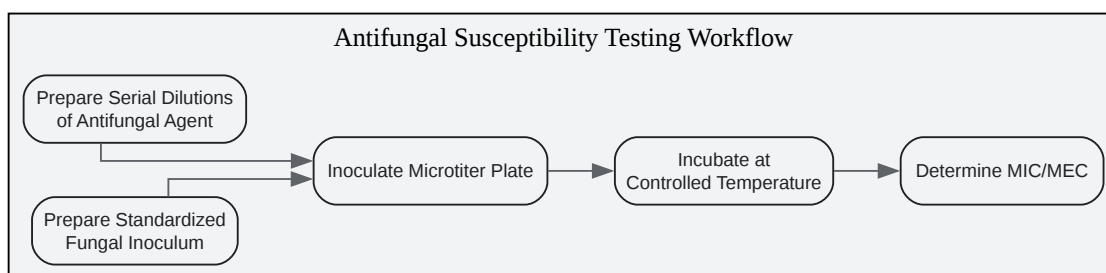 Antifungal Susceptibility Testing Workflow
Prepare Serial Dilutions
of Antifungal Agent
Prepare Standardized
Fungal Inoculum
Inoculate Microtiter Plate
Incubate at
Controlled Temperature
Determine MIC/MEC